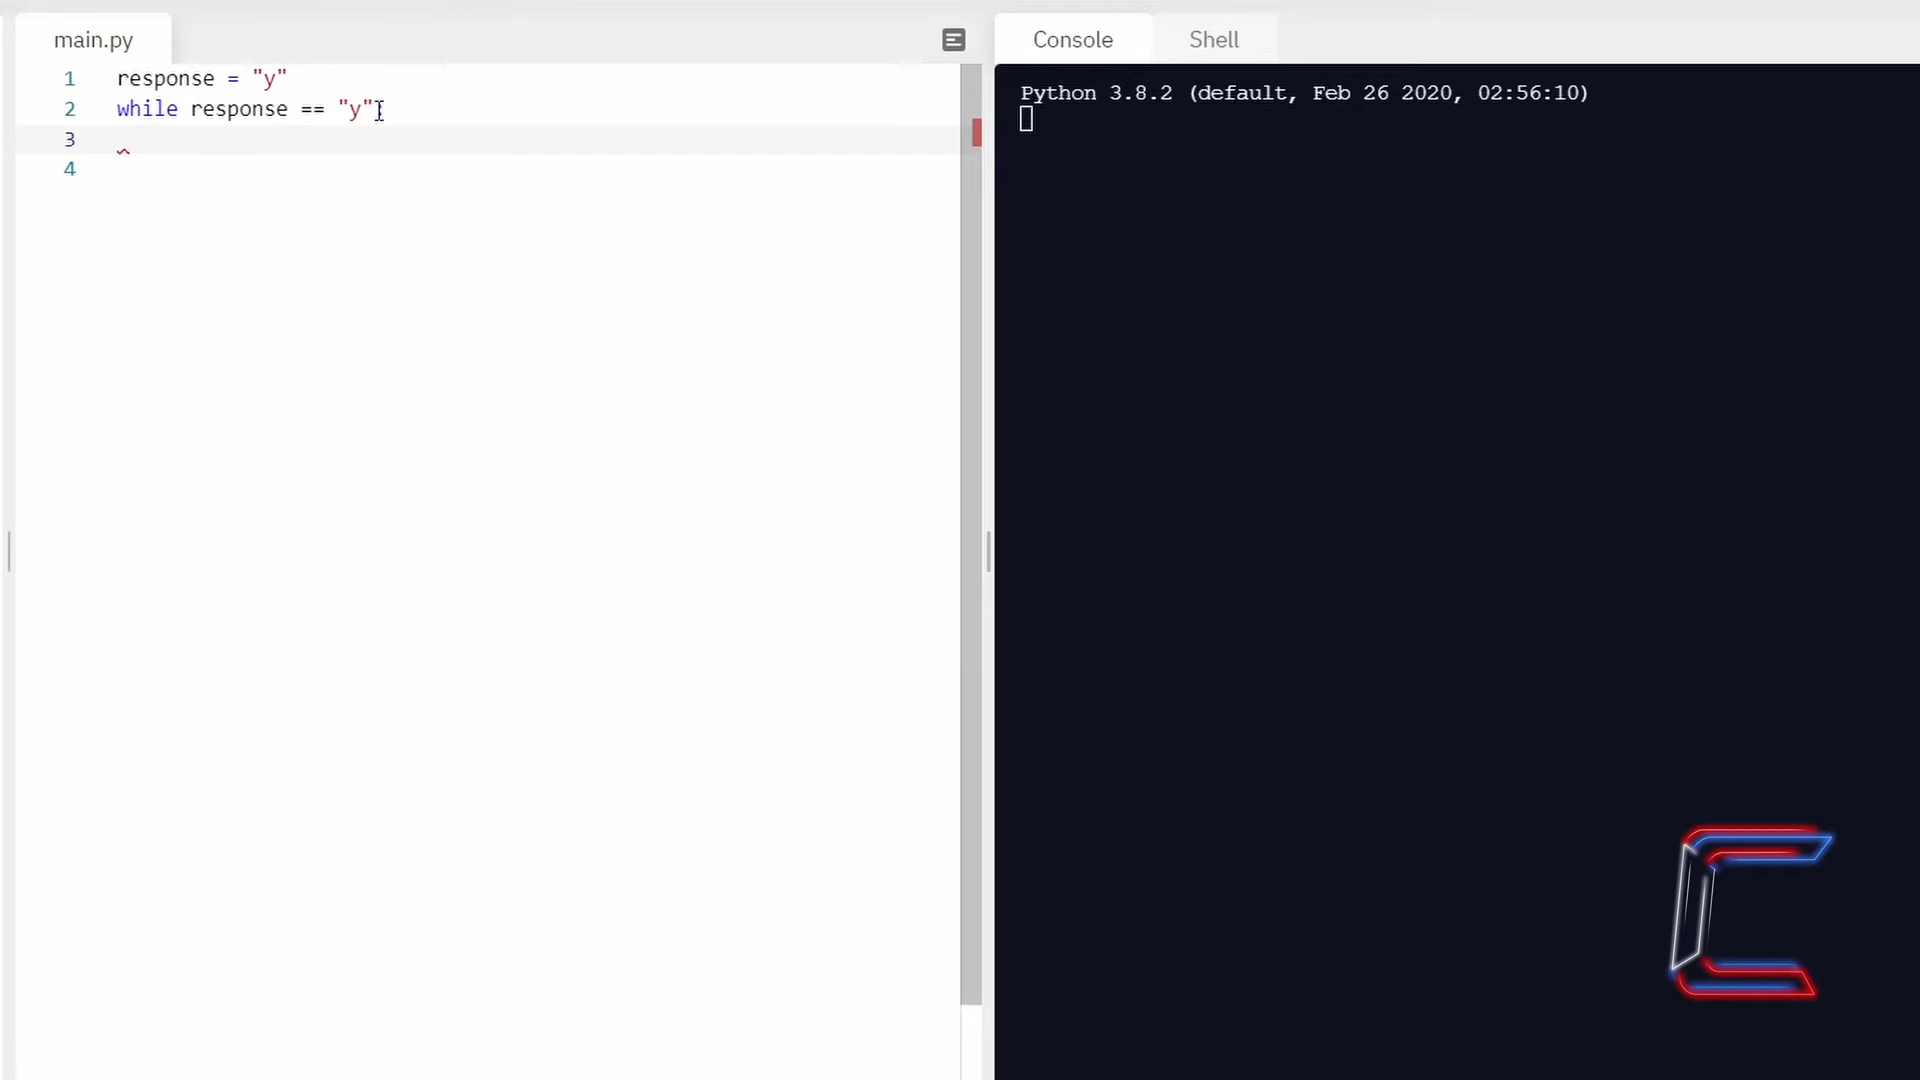 main.py
1 response = "y"
2 while response == "y":
3
4
Console
Shell
Python 3.8.2 (default, Feb 26 2020, 02:56:10)